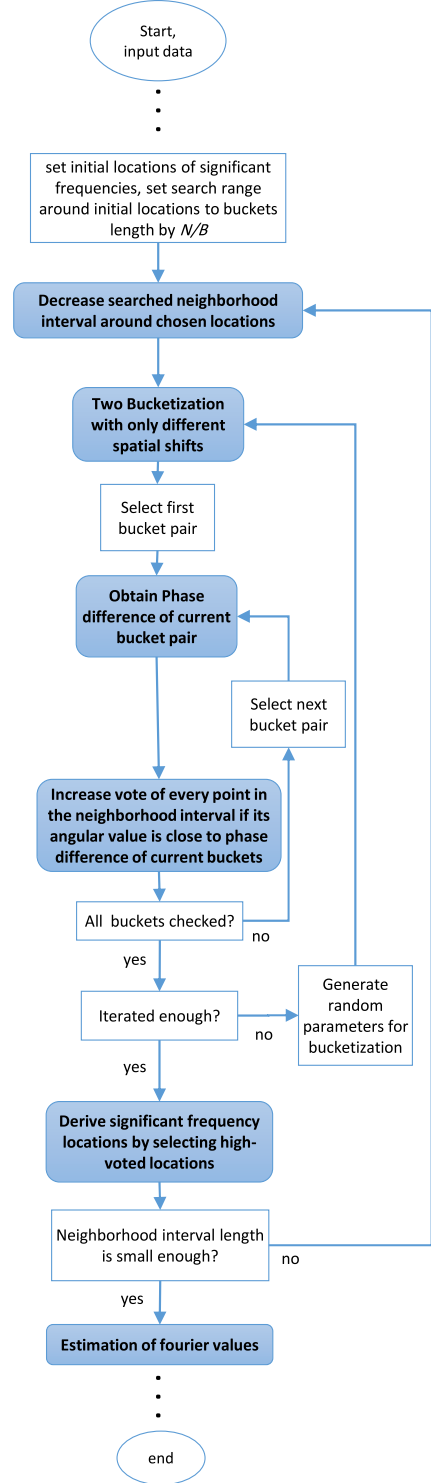 Start,
input data
set initial locations of significant
frequencies, set search range
around initial locations to buckets
length by N/B
Decrease searched neighborhood
interval around chosen locations
Two Bucketization
with only different
spatial shifts
Select first
bucket pair
Obtain Phase
difference of current
bucket pair
Select next
bucket pair
Increase vote of every point in
the neighborhood interval if its
angular value is close to phase
difference of current buckets
All buckets checked?
no
yes
Iterated enough?
no
Generate
random
parameters for
bucketization
yes
Derive significant frequency
locations by selecting high-
voted locations
Neighborhood interval length
is small enough?
no
yes
Estimation of fourier values
end